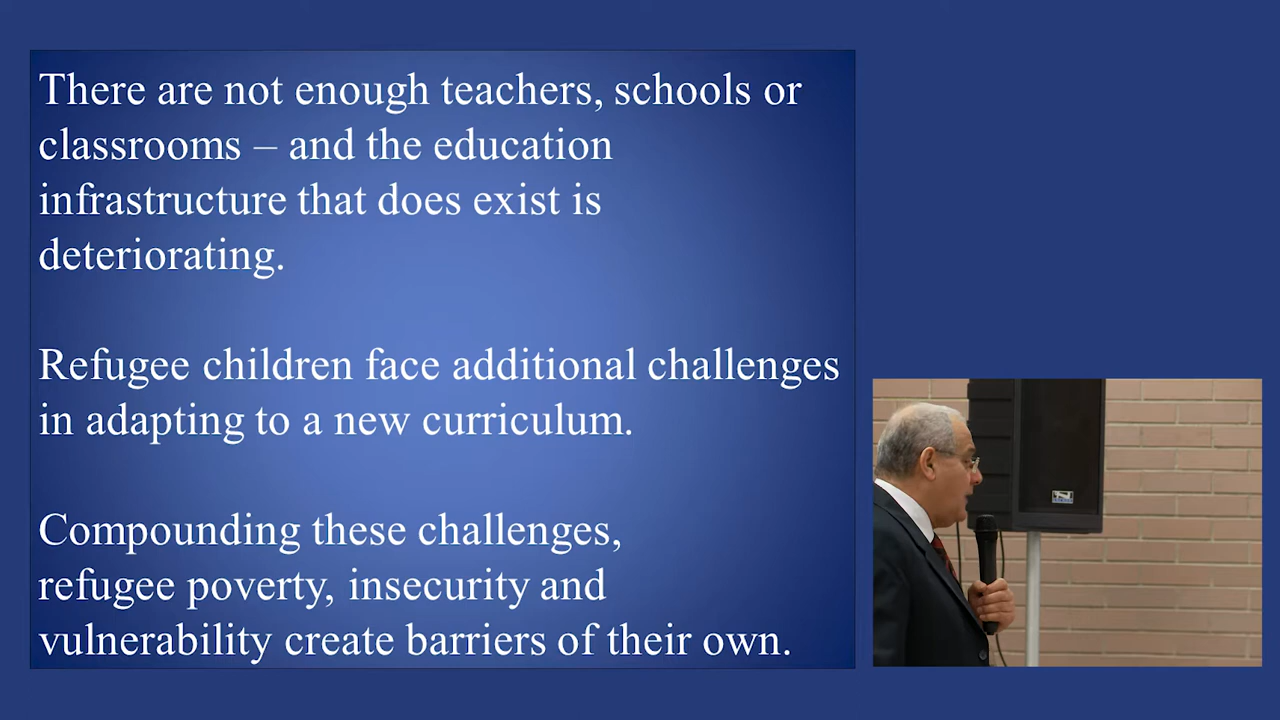 There are not enough teachers, schools or
classrooms – and the education
infrastructure that does exist is
deteriorating.
Refugee children face additional challenges
in adapting to a new curriculum.
Compounding these challenges,
refugee poverty, insecurity and
vulnerability create barriers of their own.